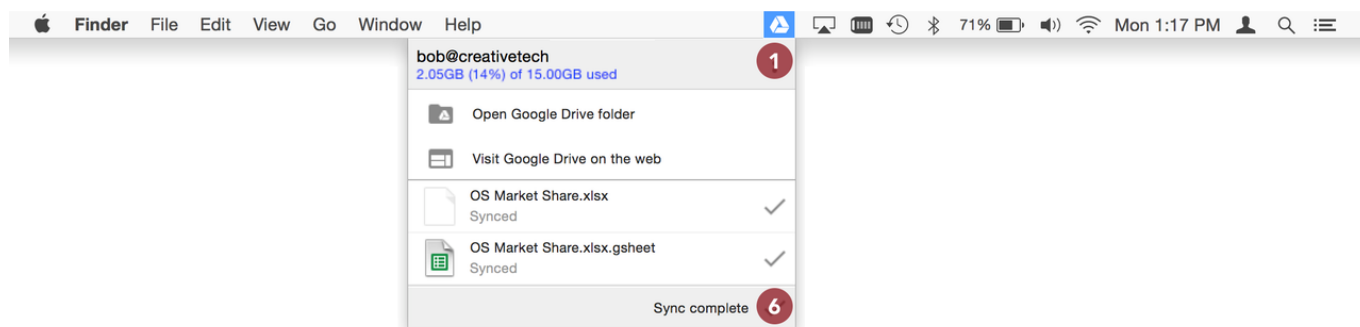 Finder File Edit View Go Window Help 71% Mon 1:17 PM
bob@creativetech
2.05GB (14%) of 15.00GB used
1
Open Google Drive folder
Visit Google Drive on the web
OS Market Share.xlsx
Synced
OS Market Share.xlsx.gsheet
Synced
Sync complete 6